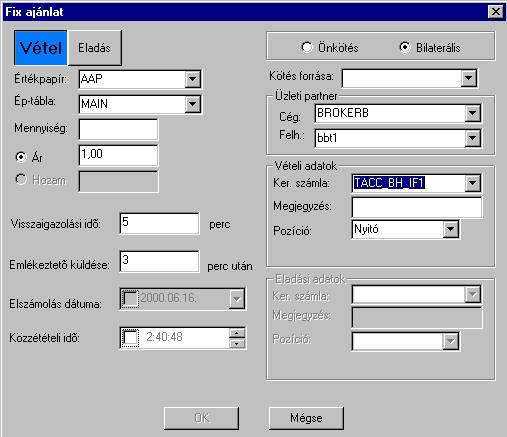 Fix ajánlat
Vétel Eladás
Önkötés Bilaterális
Értékpapír: AAP
Ép-tábla: MAIN
Mennyiség:
Ár 1,00
Hozam
Kötés forrása:
Üzleti partner
Cég: BROKERB
Felh.: bbt1
Vételi adatok
Ker. számla: TACC_BH_IF1
Megjegyzés:
Pozíció: Nyitó
Visszaigazolási idő: 5 perc
Emlékeztető küldése: 3 perc után
Elszámolás dátuma: 2000.06.16.
Közzétételi idő: 2:40:48
Eladási adatok
Ker. számla:
Megjegyzés:
Pozíció:
OK Mégse